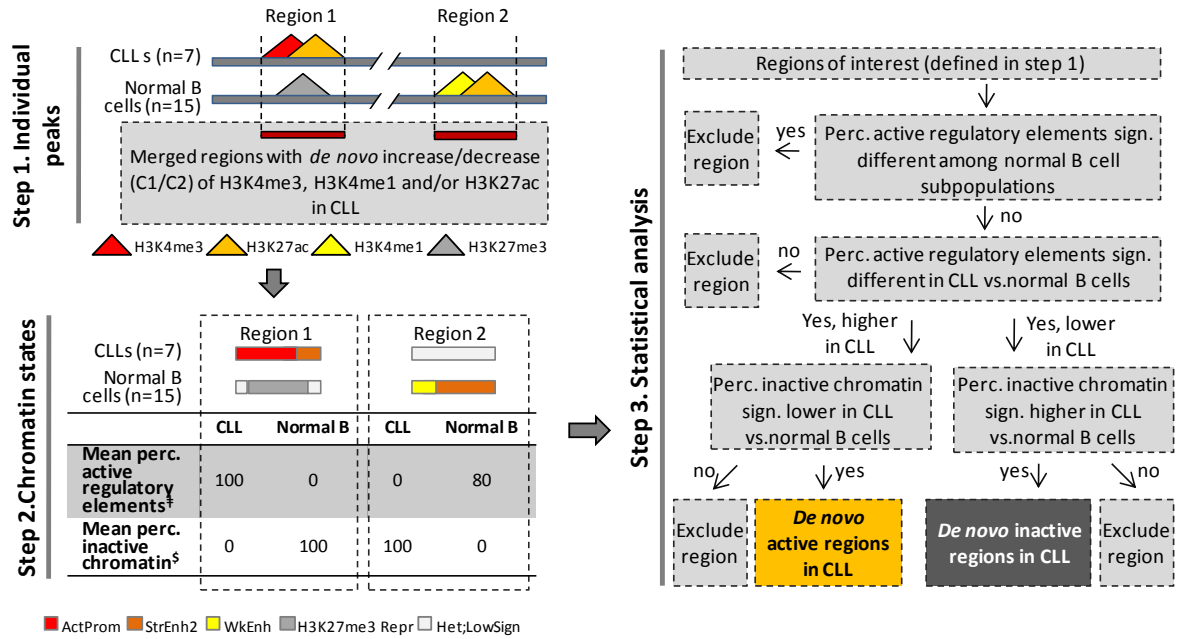 Step 1. Individual
peaks
Region 1
Region 2
CLLs (n=7)
Normal B
cells (n=15)
Merged regions with de novo increase/decrease
(C1/C2) of H3K4me3, H3K4me1 and/or H3K27ac
in CLL
H3K4me3
H3K27ac
H3K4me1
H3K27me3
Step 2.Chromatin states
Region 1
Region 2
CLLs (n=7)
Normal B
cells (n=15)
CLL Normal B CLL Normal B
Mean perc.
active
regulatory
elements‡
100 0 0 80
Mean perc.
inactive
chromatin$
0 100 100 0
ActProm
StrEnh2
WkEnh
H3K27me3 Repr
Het;LowSign
Step 3. Statistical analysis
Regions of interest (defined in step 1)
Exclude
region
yes
Perc. active regulatory elements sign.
different among normal B cell
subpopulations
no
Exclude
region
no
Perc. active regulatory elements sign.
different in CLL vs.normal B cells
Yes, higher
in CLL
Yes, lower
in CLL
Perc. inactive chromatin
sign. lower in CLL
vs.normal B cells
Perc. inactive chromatin
sign. higher in CLL
vs.normal B cells
no
yes
yes
no
Exclude
region
De novo
active regions
in CLL
De novo inactive
regions in CLL
Exclude
region